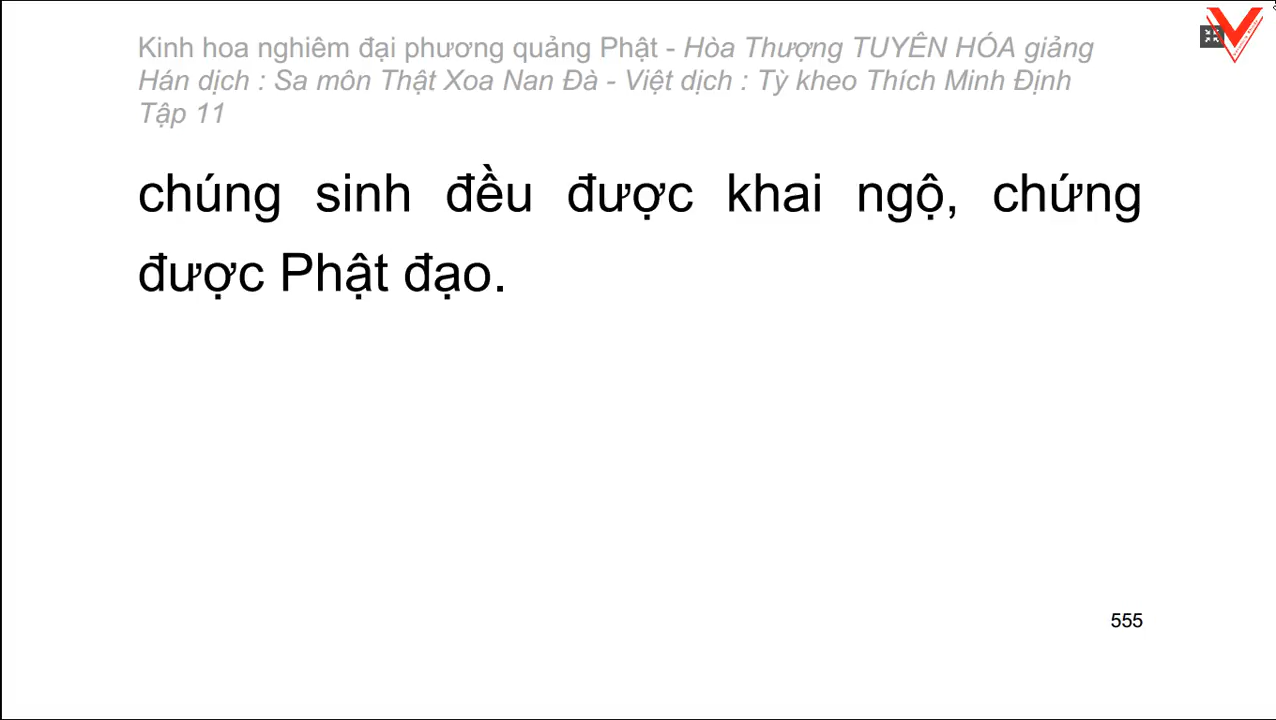 Kinh hoa nghiêm đại phương quảng Phật - Hòa Thượng TUYÊN HÓA giảng
Hán dịch : Sa môn Thật Xoa Nan Đà - Việt dịch : Tỳ kheo Thích Minh Định
Tập 11
chúng sinh đều được khai ngộ, chứng
được Phật đạo.
555